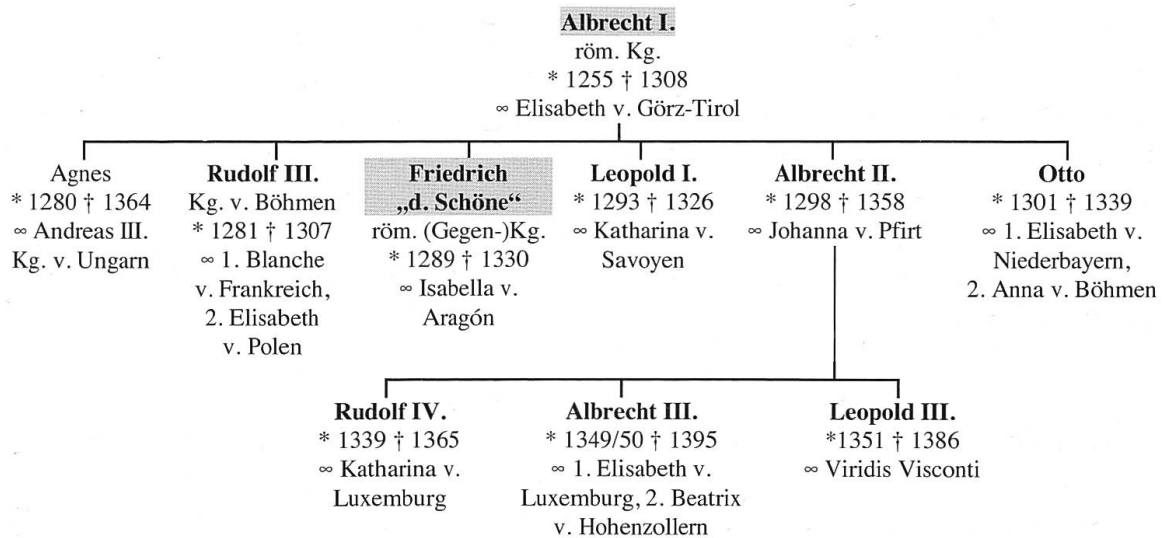 Albrecht I.
röm. Kg.
* 1255 † 1308
∞ Elisabeth v. Görz-Tirol
Agnes
* 1280 † 1364
∞ Andreas III.
Kg. v. Ungarn
Rudolf III.
Kg. v. Böhmen
* 1281 † 1307
∞ 1. Blanche
v. Frankreich,
2. Elisabeth
v. Polen
Friedrich
„d. Schöne“
röm. (Gegen-)Kg.
* 1289 † 1330
∞ Isabella v.
Aragón
Leopold I.
* 1293 † 1326
∞ Katharina v.
Savoyen
Albrecht II.
* 1298 † 1358
∞ Johanna v. Pfirt
Otto
* 1301 † 1339
∞ 1. Elisabeth v.
Niederbayern,
2. Anna v. Böhmen
Rudolf IV.
* 1339 † 1365
∞ Katharina v.
Luxemburg
Albrecht III.
* 1349/50 † 1395
∞ 1. Elisabeth v.
Luxemburg, 2. Beatrix
v. Hohenzollern
Leopold III.
*1351 † 1386
∞ Viridis Visconti